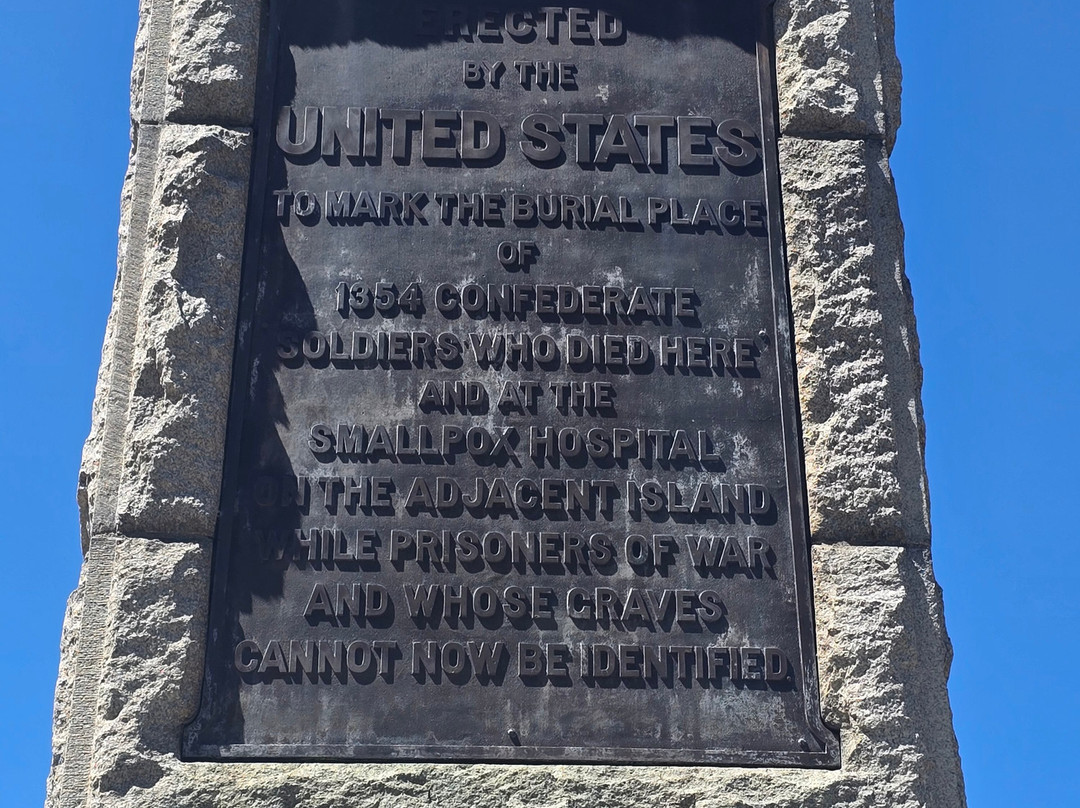 ERECTED
BY THE
UNITED STATES
TO MARK THE BURIAL PLACE
OF
1354 CONFEDERATE
SOLDIERS WHO DIED HERE
AND AT THE
SMALLPOX HOSPITAL
ON THE ADJACENT ISLAND
WHILE PRISONERS OF WAR
AND WHOSE GRAVES
CANNOT NOW BE IDENTIFIED.